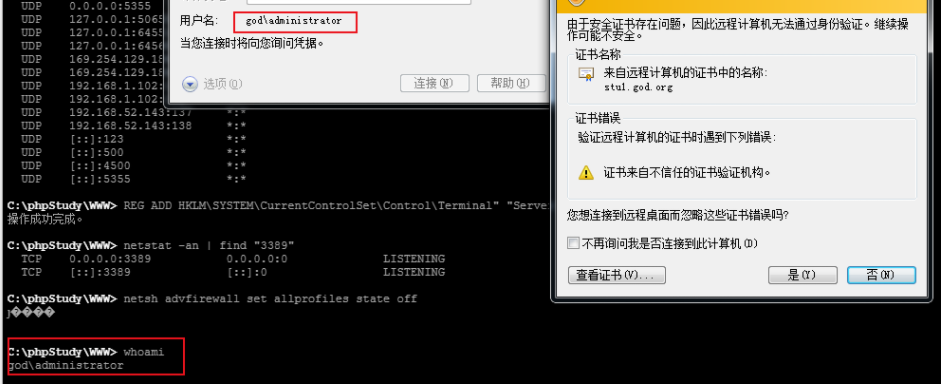 UDP 0.0.0.0:5355
UDP 127.0.0.1:5065
UDP 127.0.0.1:6455
UDP 127.0.0.1:6456
UDP 169.254.129.18
UDP 169.254.129.18
UDP 192.168.1.102:
UDP 192.168.1.102:
UDP 192.168.52.143:137 *:*
UDP 192.168.52.143:138 *:*
UDP [::]:123 *:*
UDP [::]:500 *:*
UDP [::]:4500 *:*
UDP [::]:5355 *:*
C:\phpStudy\WWW> REG ADD HKLM\SYSTEM\CurrentControlSet\Control\Terminal" "Serve
操作成功完成。
C:\phpStudy\WWW> netstat -an | find "3389"
TCP 0.0.0.0:3389 0.0.0.0:0 LISTENING
TCP [::]:3389 [::]:0 LISTENING
C:\phpStudy\WWW> netsh advfirewall set allprofiles state off
C:\phpStudy\WWW> whoami
god\administrator
用户名: god\administrator
当您连接时将向您询问凭据。
选项(O)
连接(N)
帮助(H)
由于安全证书存在问题，因此远程计算机无法通过身份验证。继续操
作可能不安全。
证书名称
来自远程计算机的证书中的名称:
stu1.god.org
证书错误
验证远程计算机的证书时遇到下列错误:
证书来自不信任的证书验证机构。
您想连接到远程桌面而忽略这些证书错误吗?
不再询问我是否连接到此计算机(D)
查看证书(V)...
是(Y)
否(N)